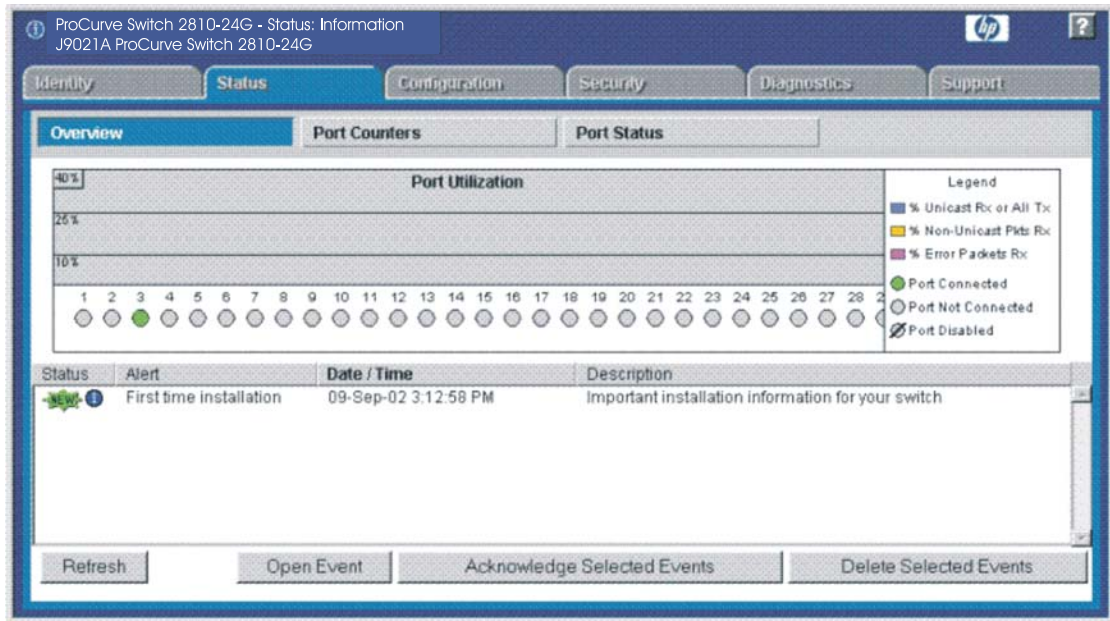 ProCurve Switch 2810-24G - Status: Information
J9021A ProCurve Switch 2810-24G
hp
?
Identity Status Configuration Security Diagnostics Support
Overview Port Counters Port Status
40% Port Utilization
25%
10%
Legend
% Unicast Rx or All Tx
% Non-Unicast Pkts Rx
% Error Packets Rx
Port Connected
Port Not Connected
Port Disabled
1 2 3 4 5 6 7 8 9 10 11 12 13 14 15 16 17 18 19 20 21 22 23 24 25 26 27 28
Status Alert Date / Time Description
NEW! First time installation 09-Sep-02 3:12:58 PM Important installation information for your switch
Refresh Open Event Acknowledge Selected Events Delete Selected Events